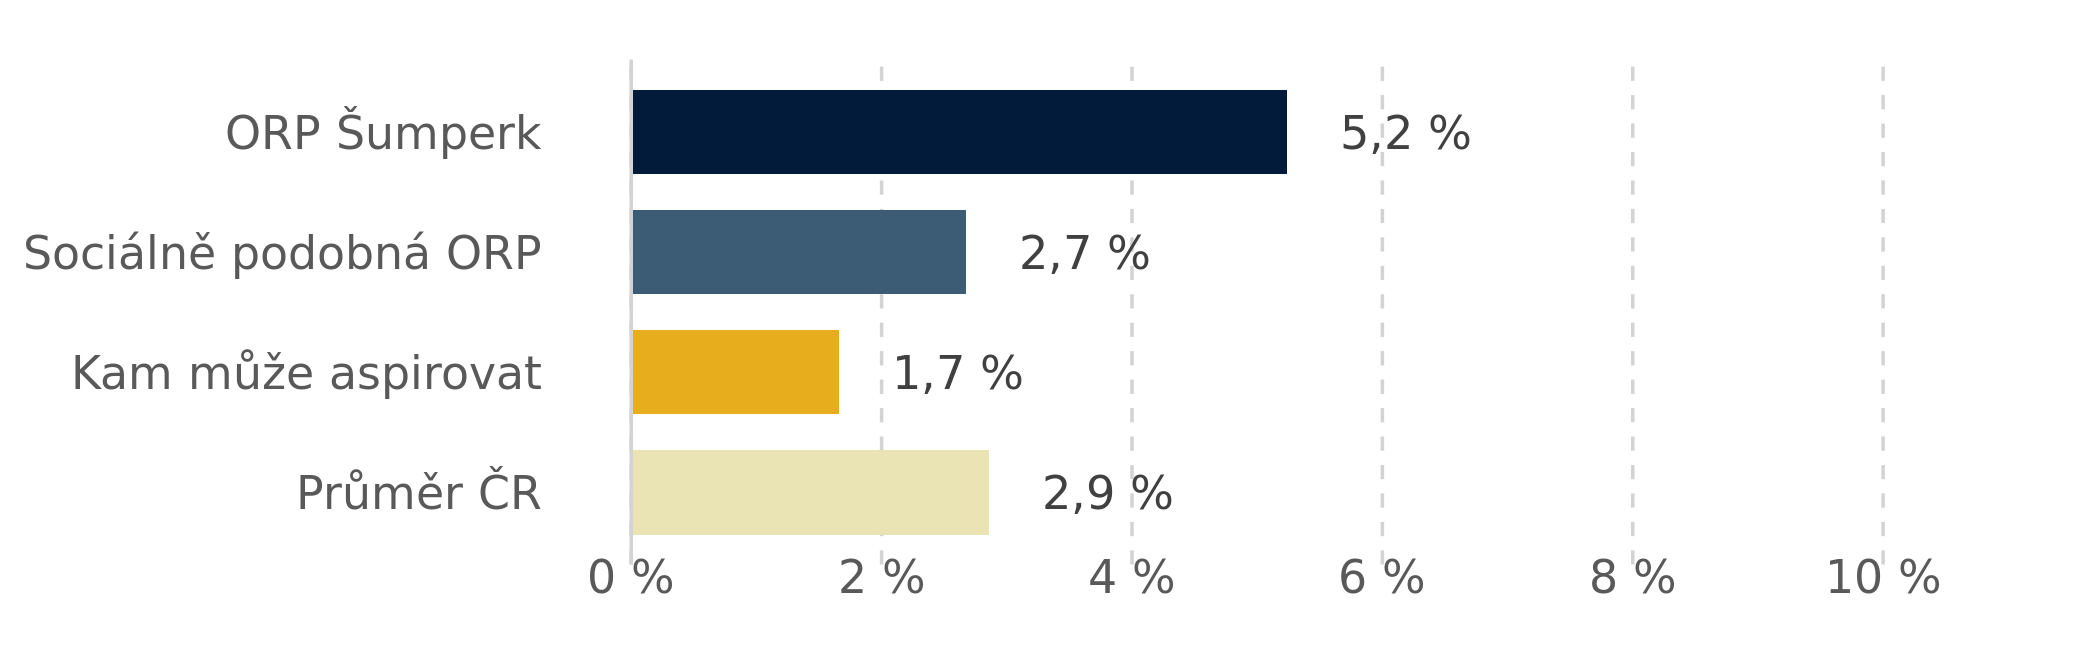 ORP Šumperk 5,2 %
Sociálně podobná ORP 2,7 %
Kam může aspirovat 1,7 %
Průměr ČR 2,9 %
0 % 2 % 4 % 6 % 8 % 10 %